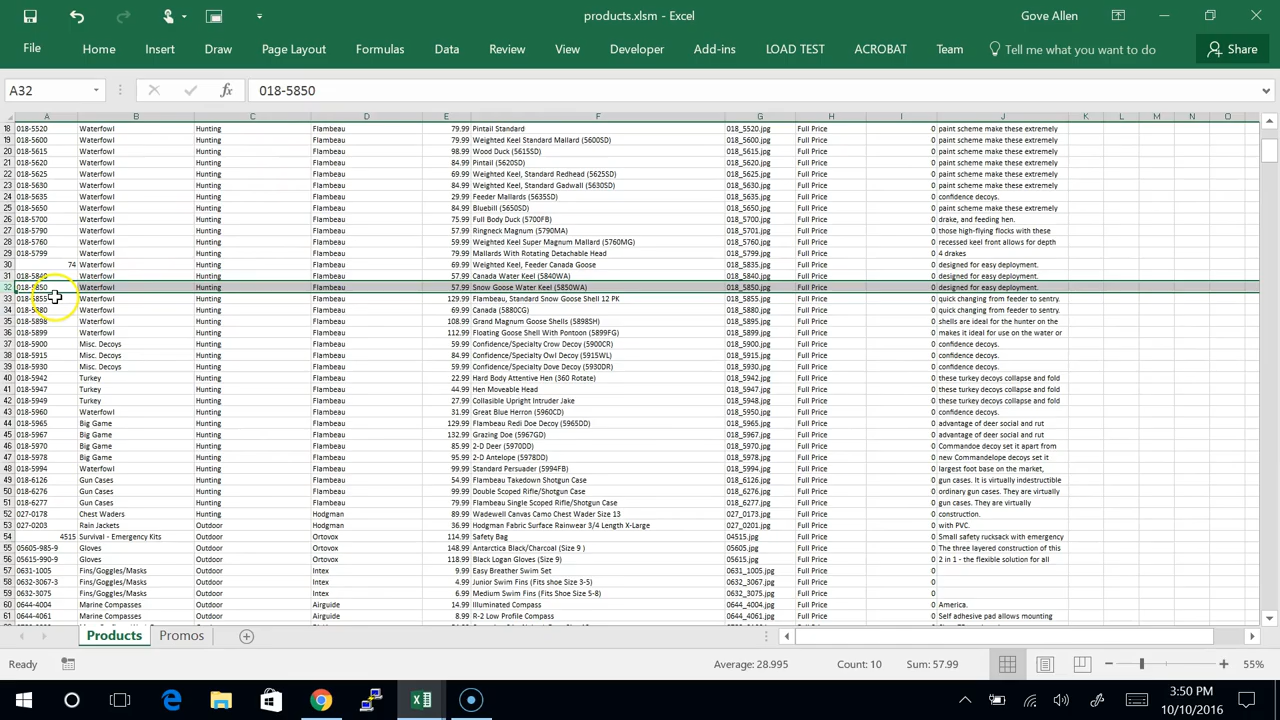 products.xlsm - Excel
Gove Allen
File Home Insert Draw Page Layout Formulas Data Review View Developer Add-ins LOAD TEST ACROBAT Team Tell me what you want to do Share
A32 fx 018-5850
A B C D E F G H I J K L M N O
18 018-5520 Waterfowl Hunting Flambeau 79.99 Pintail Standard 018_5520.jpg Full Price 0 paint scheme make these extremely
19 018-5600 Waterfowl Hunting Flambeau 79.99 Weighted Keel Standard Mallard (5600SD) 018_5600.jpg Full Price 0 paint scheme make these extremely
20 018-5615 Waterfowl Hunting Flambeau 98.99 Wood Duck (5615SD) 018_5615.jpg Full Price 0 paint scheme make these extremely
21 018-5620 Waterfowl Hunting Flambeau 84.99 Pintail (5620SD) 018_5620.jpg Full Price 0 paint scheme make these extremely
22 018-5625 Waterfowl Hunting Flambeau 69.99 Weighted Keel, Standard Redhead (5625SD) 018_5625.jpg Full Price 0 paint scheme make these extremely
23 018-5630 Waterfowl Hunting Flambeau 84.99 Weighted Keel, Standard Gadwall (5630SD) 018_5630.jpg Full Price 0 paint scheme make these extremely
24 018-5635 Waterfowl Hunting Flambeau 29.99 Feeder Mallards (5635SD) 018_5635.jpg Full Price 0 confidence decoys.
25 018-5650 Waterfowl Hunting Flambeau 84.99 Bluebill (5650SD) 018_5650.jpg Full Price 0 paint scheme make these extremely
26 018-5700 Waterfowl Hunting Flambeau 75.99 Full Body Duck (5700FB) 018_5700.jpg Full Price 0 drake, and feeding hen.
27 018-5790 Waterfowl Hunting Flambeau 57.99 Ringneck Magnum (5790MA) 018_5790.jpg Full Price 0 those high-flying flocks with these
28 018-5760 Waterfowl Hunting Flambeau 59.99 Weighted Keel Super Magnum Mallard (5760MG) 018_5760.jpg Full Price 0 recessed keel front allows for depth
29 018-5799 Waterfowl Hunting Flambeau 79.99 Mallards With Rotating Detachable Head 018_5799.jpg Full Price 0 4 drakes
30 74 Waterfowl Hunting Flambeau 69.99 Weighted Keel, Feeder Canada Goose 018_5830.jpg Full Price 0 designed for easy deployment.
31 018-5840 Waterfowl Hunting Flambeau 57.99 Canada Water Keel (5840WA) 018_5840.jpg Full Price 0 designed for easy deployment.
32 018-5850 Waterfowl Hunting Flambeau 57.99 Snow Goose Water Keel (5850WA) 018_5850.jpg Full Price 0 designed for easy deployment.
33 018-5855 Waterfowl Hunting Flambeau 129.99 Flambeau, Standard Snow Goose Shell 12 PK 018_5855.jpg Full Price 0 quick changing from feeder to sentry.
34 018-5880 Waterfowl Hunting Flambeau 69.99 Canada (5880CG) 018_5880.jpg Full Price 0 quick changing from feeder to sentry.
35 018-5898 Waterfowl Hunting Flambeau 108.99 Grand Magnum Goose Shells (5898SH) 018_5895.jpg Full Price 0 shells are ideal for the hunter on the
36 018-5899 Waterfowl Hunting Flambeau 112.99 Floating Goose Shell With Pontoon (5899FG) 018_5899.jpg Full Price 0 makes it ideal for use on the water or
37 018-5900 Misc. Decoys Hunting Flambeau 59.99 Confidence/Specialty Crow Decoy (5900CR) 018_5900.jpg Full Price 0 confidence decoys.
38 018-5915 Misc. Decoys Hunting Flambeau 84.99 Confidence/Specialty Owl Decoy (5915WL) 018_5915.jpg Full Price 0 confidence decoys.
39 018-5930 Misc. Decoys Hunting Flambeau 36.99 Confidence/Specialty Dove Decoy (5930DR) 018_5930.jpg Full Price 0 confidence decoys.
40 018-5942 Turkey Hunting Flambeau 22.99 Hard Body Attentive Hen (360 Rotate) 018_5942.jpg Full Price 0 these turkey decoys collapse and fold
41 018-5947 Turkey Hunting Flambeau 44.99 Hen Moveable Head 018_5947.jpg Full Price 0 these turkey decoys collapse and fold
42 018-5949 Turkey Hunting Flambeau 27.99 Collasible Upright Intruder Jake 018_5948.jpg Full Price 0 these turkey decoys collapse and fold
43 018-5960 Waterfowl Hunting Flambeau 31.99 Great Blue Herron (5960CD) 018_5950.jpg Full Price 0 confidence decoys.
44 018-5965 Big Game Hunting Flambeau 129.99 Flambeau Redi Doe Decoy (5965DD) 018_5965.jpg Full Price 0 advantage of deer social and rut
45 018-5967 Big Game Hunting Flambeau 132.99 Grazing Doe (5967GD) 018_5967.jpg Full Price 0 advantage of deer social and rut
46 018-5970 Big Game Hunting Flambeau 85.99 2-D Deer (5970DD) 018_5970.jpg Full Price 0 Commandoe decoy set it apart from
47 018-5978 Big Game Hunting Flambeau 95.99 2-D Antelope (5978DD) 018_5978.jpg Full Price 0 new Commandelope decoys set it
48 018-5994 Waterfowl Hunting Flambeau 99.99 Standard Persuader (5994FB) 018_5994.jpg Full Price 0 largest foot base on the market,
49 018-6126 Gun Cases Hunting Flambeau 54.99 Flambeau Takedown Shotgun Case 018_6126.jpg Full Price 0 gun cases. It is virtually indestructible
50 018-6276 Gun Cases Hunting Flambeau 99.99 Double Scoped Rifle/Shotgun Case 018_6276.jpg Full Price 0 ordinary gun cases. They are virtually
51 018-6277 Gun Cases Hunting Flambeau 79.99 Flambeau Single Scoped Rifle/Shotgun Case 018_6277.jpg Full Price 0 gun cases. They are virtually
52 027-0178 Chest Waders Hunting Hodgman 89.99 Wadewell Canvas Camo Chest Wader Size 13 027_0173.jpg Full Price 0 construction.
53 027-0203 Rain Jackets Outdoor Hodgman 36.99 Hodgman Fabric Surface Rainwear 3/4 Length X-Large 027_0201.jpg Full Price 0 with PVC.
54 4515 Survival - Emergency Kits Outdoor Ortovox 114.99 Safety Bag 04515.jpg Full Price 0 Small safety rucksack with emergency
55 05605-985-9 Gloves Outdoor Ortovox 148.99 Antarctica Black/Charcoal (Size 9 ) 05605.jpg Full Price 0 The three layered construction of this
56 05615-990-9 Gloves Outdoor Ortovox 118.99 Black Logan Gloves (Size 9) 05615.jpg Full Price 0 2 in 1 - the flexible solution for all
57 0631-1005 Fins/Goggles/Masks Outdoor Intex 9.99 Easy Breather Swim Set 0631_1005.jpg Full Price 0
58 0632-3067-3 Fins/Goggles/Masks Outdoor Intex 4.99 Junior Swim Fins (Fits shoe Size 3-5) 0632_3067.jpg Full Price 0
59 0632-3075 Fins/Goggles/Masks Outdoor Intex 6.99 Medium Swim Fins (Fits Shoe Size 5-8) 0632_3075.jpg Full Price 0
60 0644-4004 Marine Compasses Outdoor Airguide 14.99 Illuminated Compass 0644_4004.jpg Full Price 0 America.
61 0644-4061 Marine Compasses Outdoor Airguide 8.99 R-2 Low Profile Compass 0644_4061.jpg Full Price 0 Self adhesive pad allows mounting
Products Promos
Ready Average: 28.995 Count: 10 Sum: 57.99 55%
3:50 PM
10/10/2016